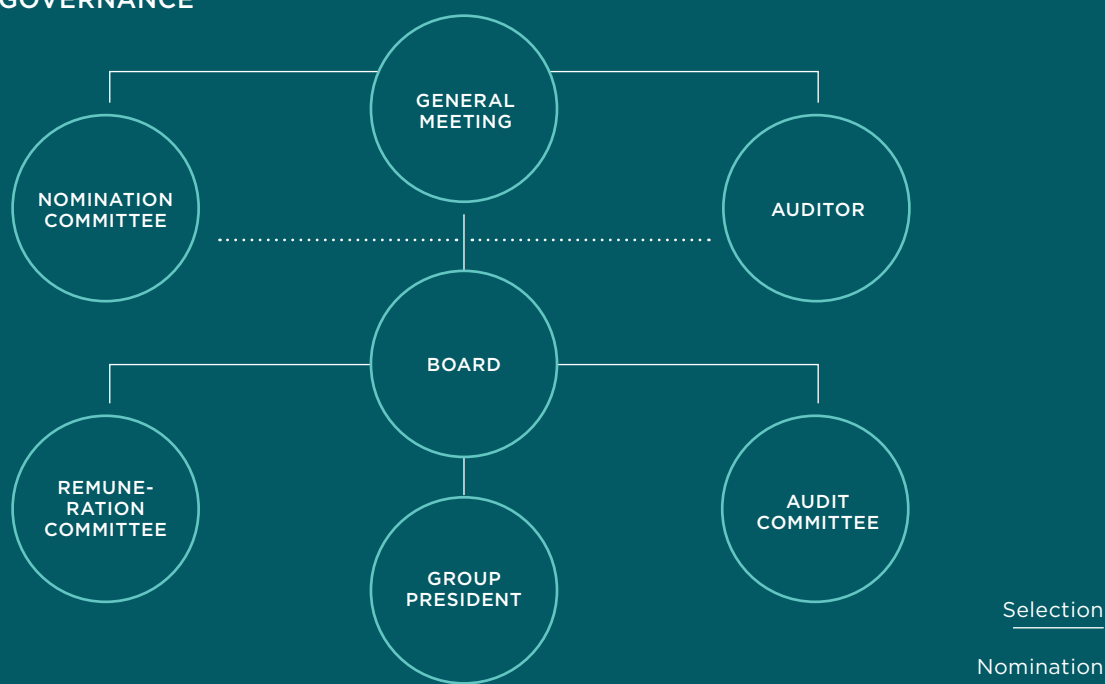 GOVERNANCE
GENERAL
MEETING
NOMINATION
COMMITTEE
AUDITOR
BOARD
REMUNE-
RATION
COMMITTEE
AUDIT
COMMITTEE
GROUP
PRESIDENT
Selection
Nomination